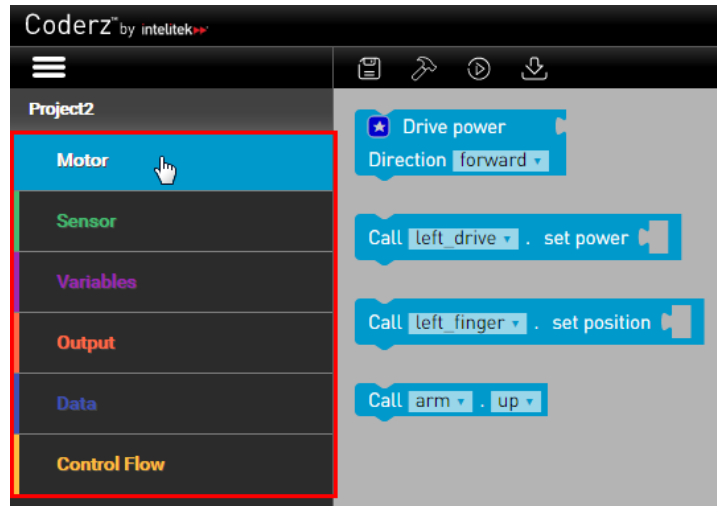 Coderz™ by intelitek
Project2
Motor
Sensor
Variables
Output
Data
Control Flow
Drive power
Direction forward
Call left_drive . set power
Call left_finger . set position
Call arm . up